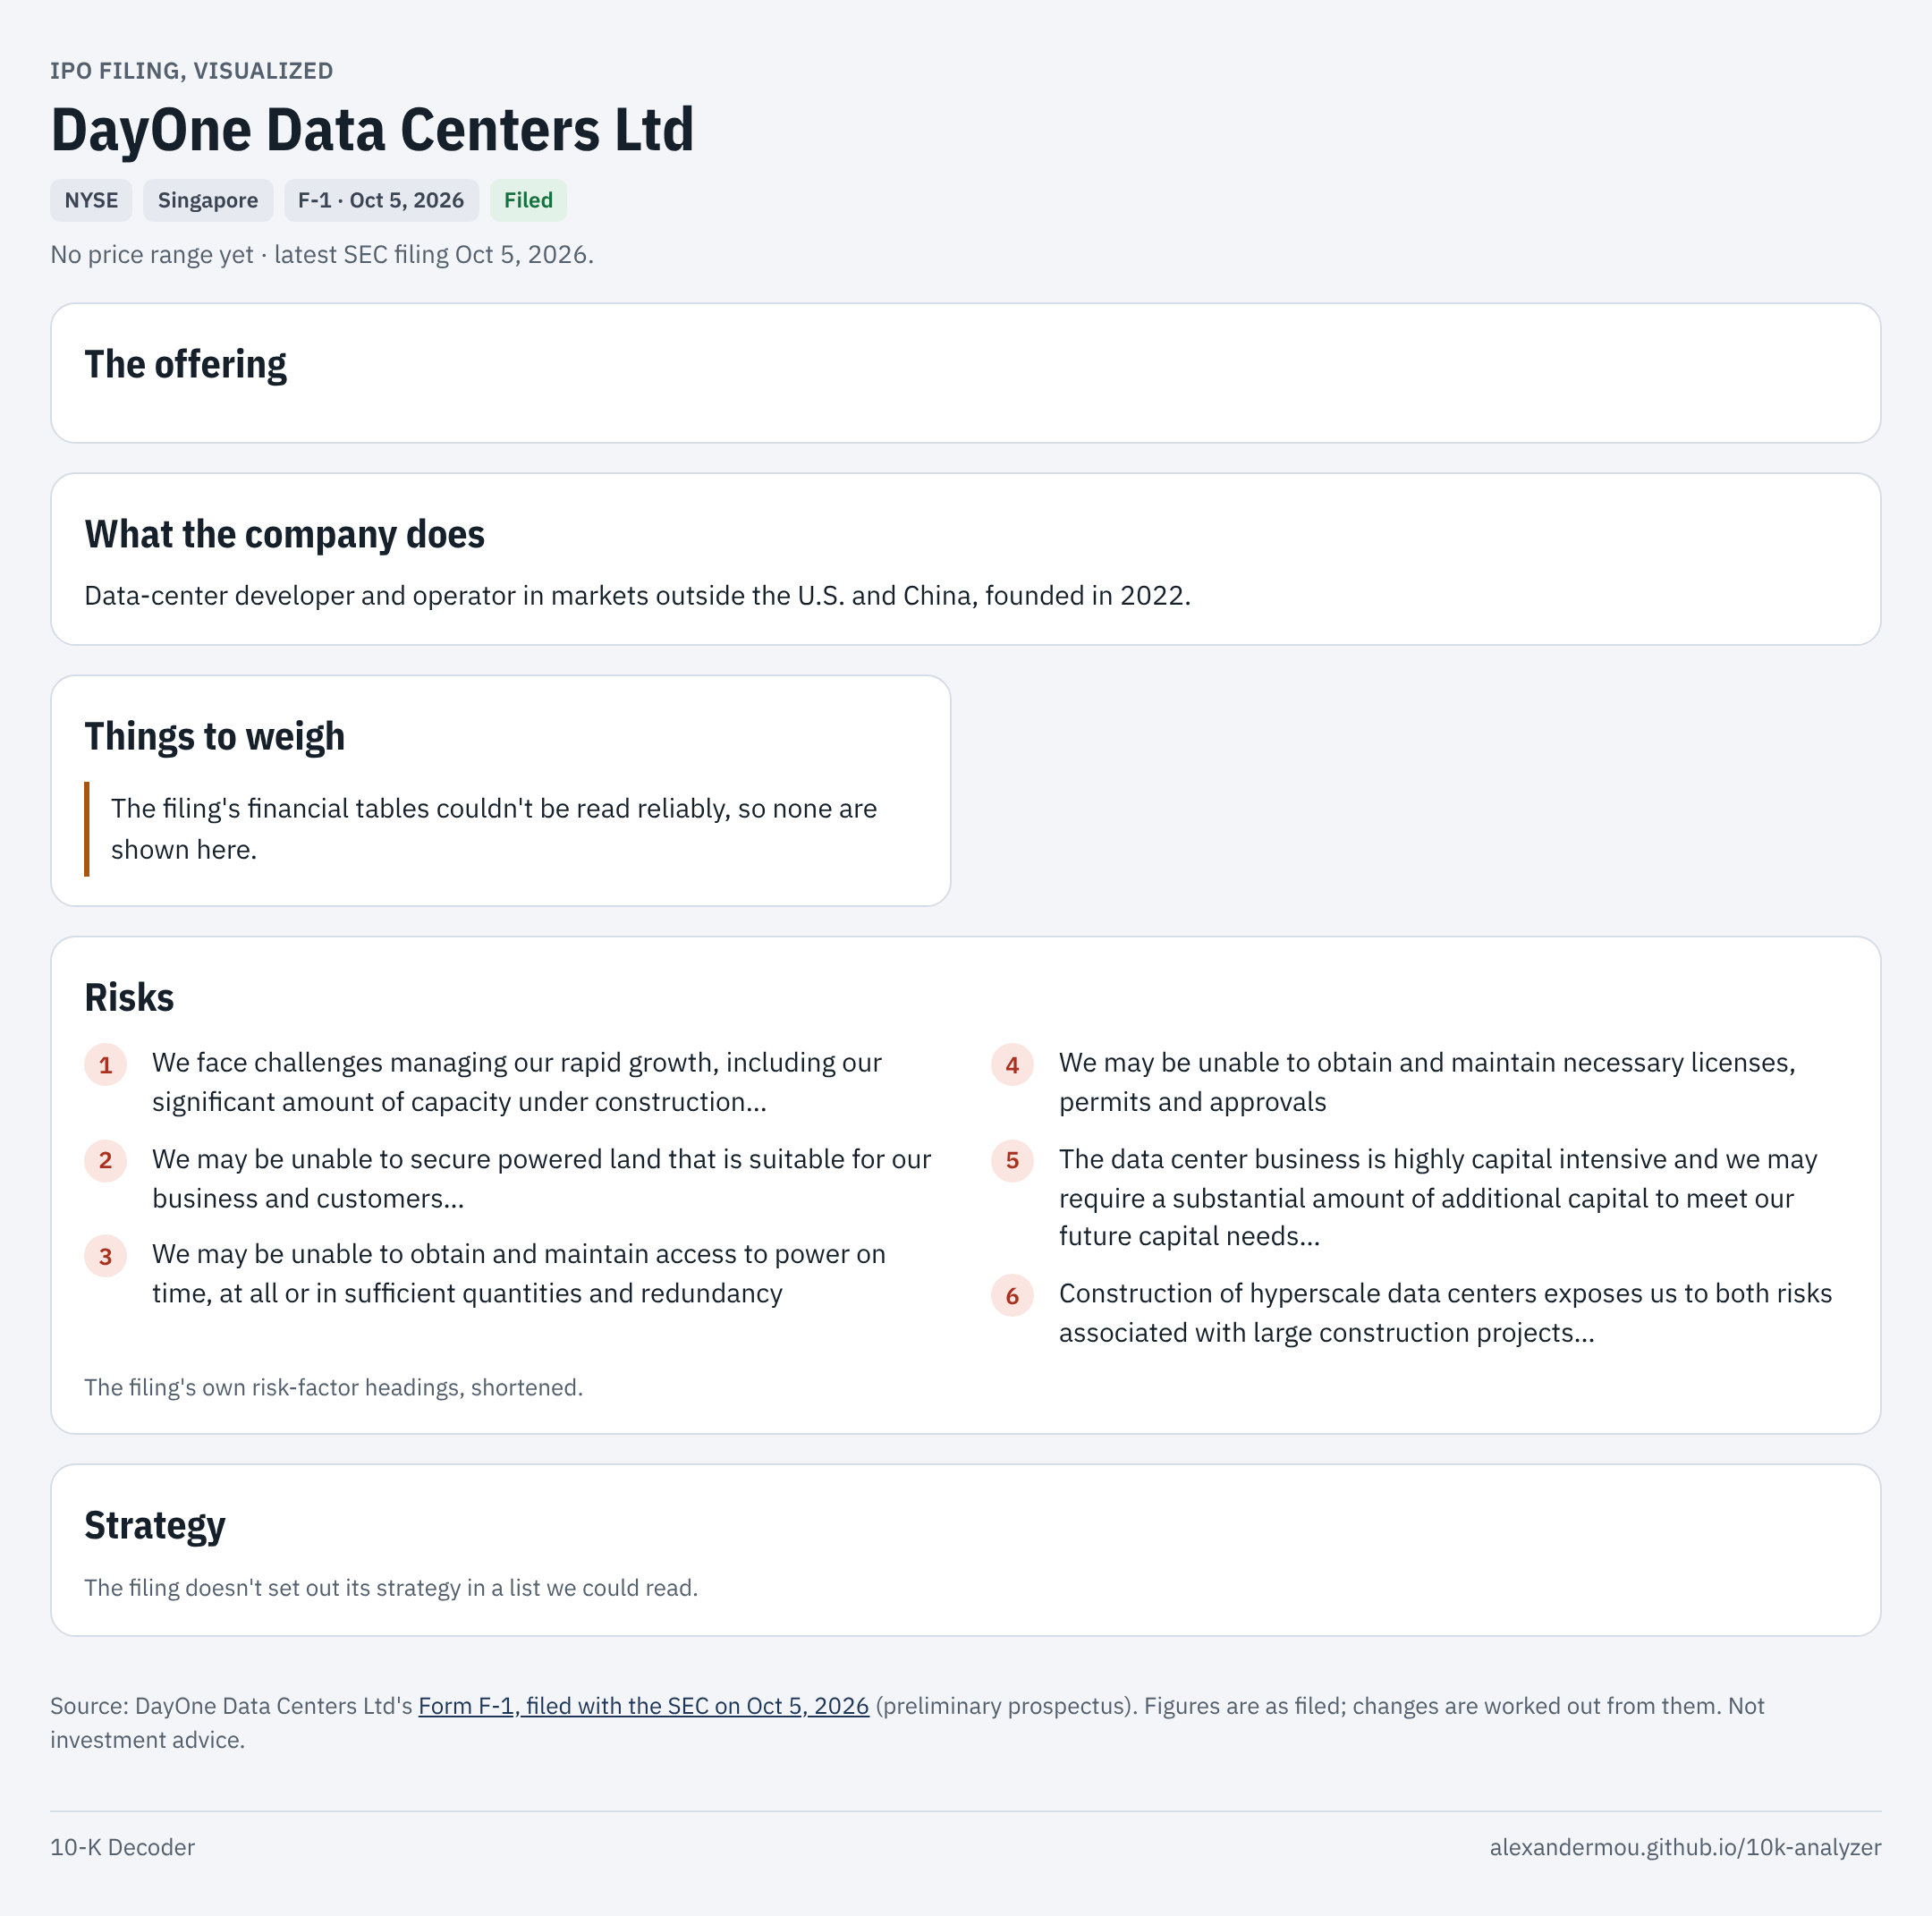 IPO FILING, VISUALIZED
DayOne Data Centers Ltd
NYSE
Singapore
F-1 · Oct 5, 2026
Filed
No price range yet · latest SEC filing Oct 5, 2026.
The offering
What the company does
Data-center developer and operator in markets outside the U.S. and China, founded in 2022.
Things to weigh
The filing's financial tables couldn't be read reliably, so none are
shown here.
Risks
1 We face challenges managing our rapid growth, including our
significant amount of capacity under construction…
2 We may be unable to secure powered land that is suitable for our
business and customers…
3 We may be unable to obtain and maintain access to power on
time, at all or in sufficient quantities and redundancy
4 We may be unable to obtain and maintain necessary licenses,
permits and approvals
5 The data center business is highly capital intensive and we may
require a substantial amount of additional capital to meet our
future capital needs…
6 Construction of hyperscale data centers exposes us to both risks
associated with large construction projects…
The filing's own risk-factor headings, shortened.
Strategy
The filing doesn't set out its strategy in a list we could read.
Source: DayOne Data Centers Ltd's Form F-1, filed with the SEC on Oct 5, 2026 (preliminary prospectus). Figures are as filed; changes are worked out from them. Not
investment advice.
10-K Decoder
alexandermou.github.io/10k-analyzer